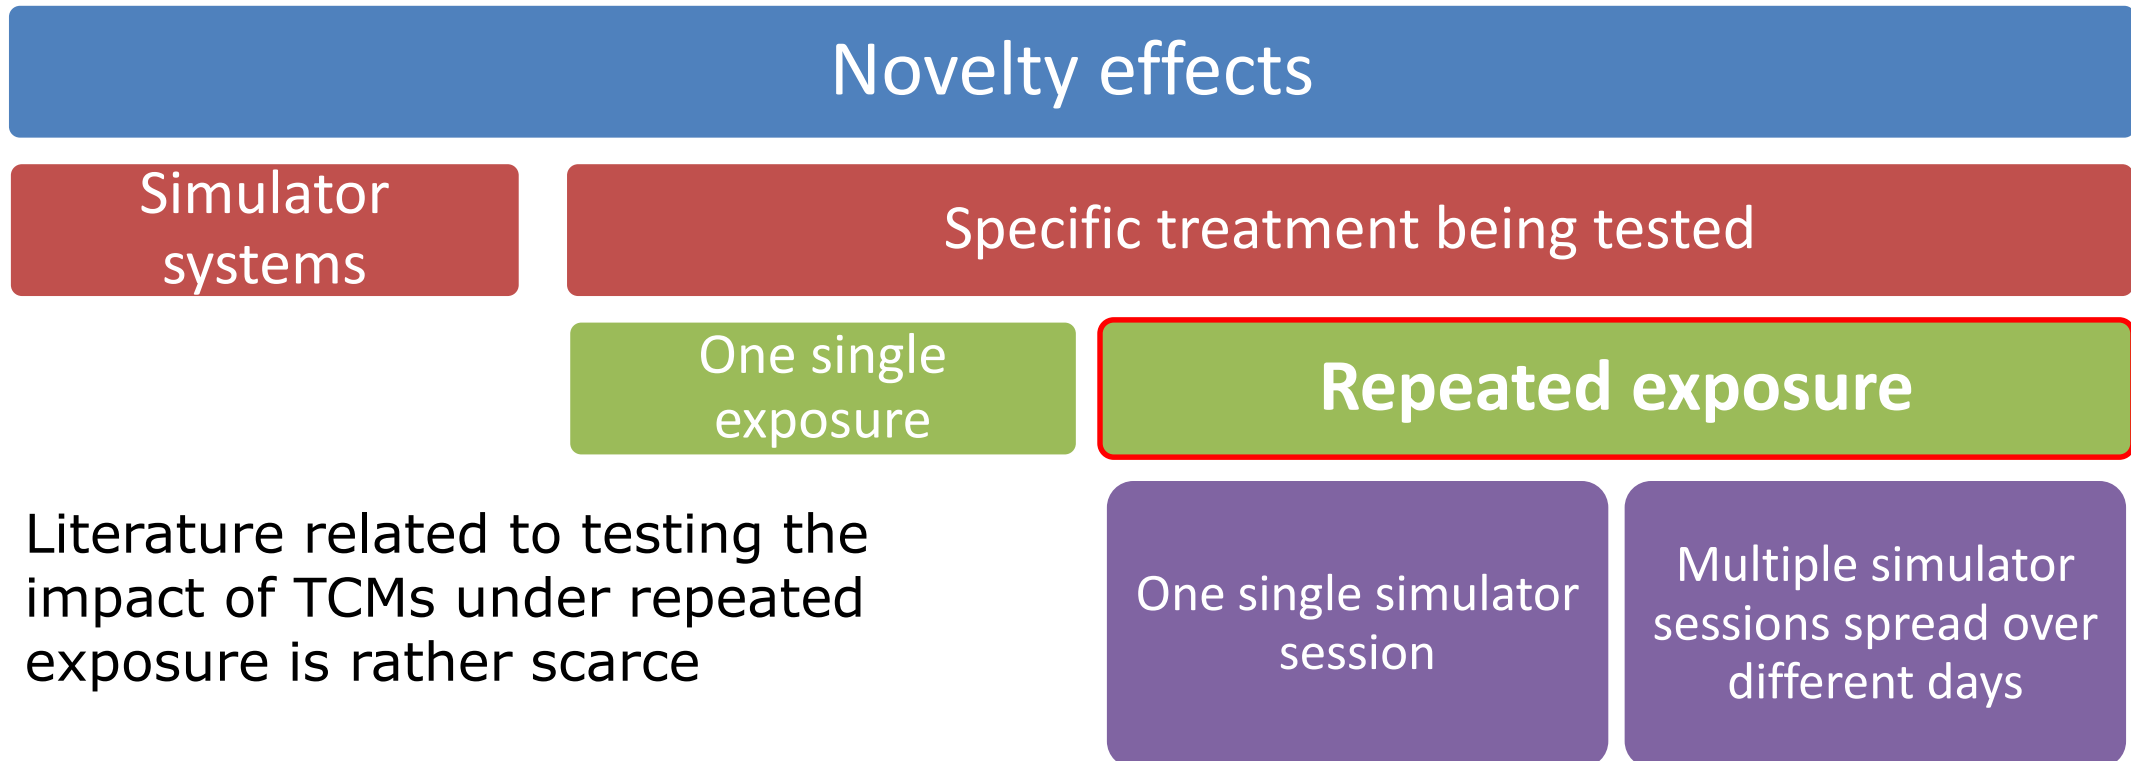 Novelty effects
Simulator
systems
Specific treatment being tested
One single
exposure
Repeated exposure
Literature related to testing the
impact of TCMs under repeated
exposure is rather scarce
One single simulator
session
Multiple simulator
sessions spread over
different days